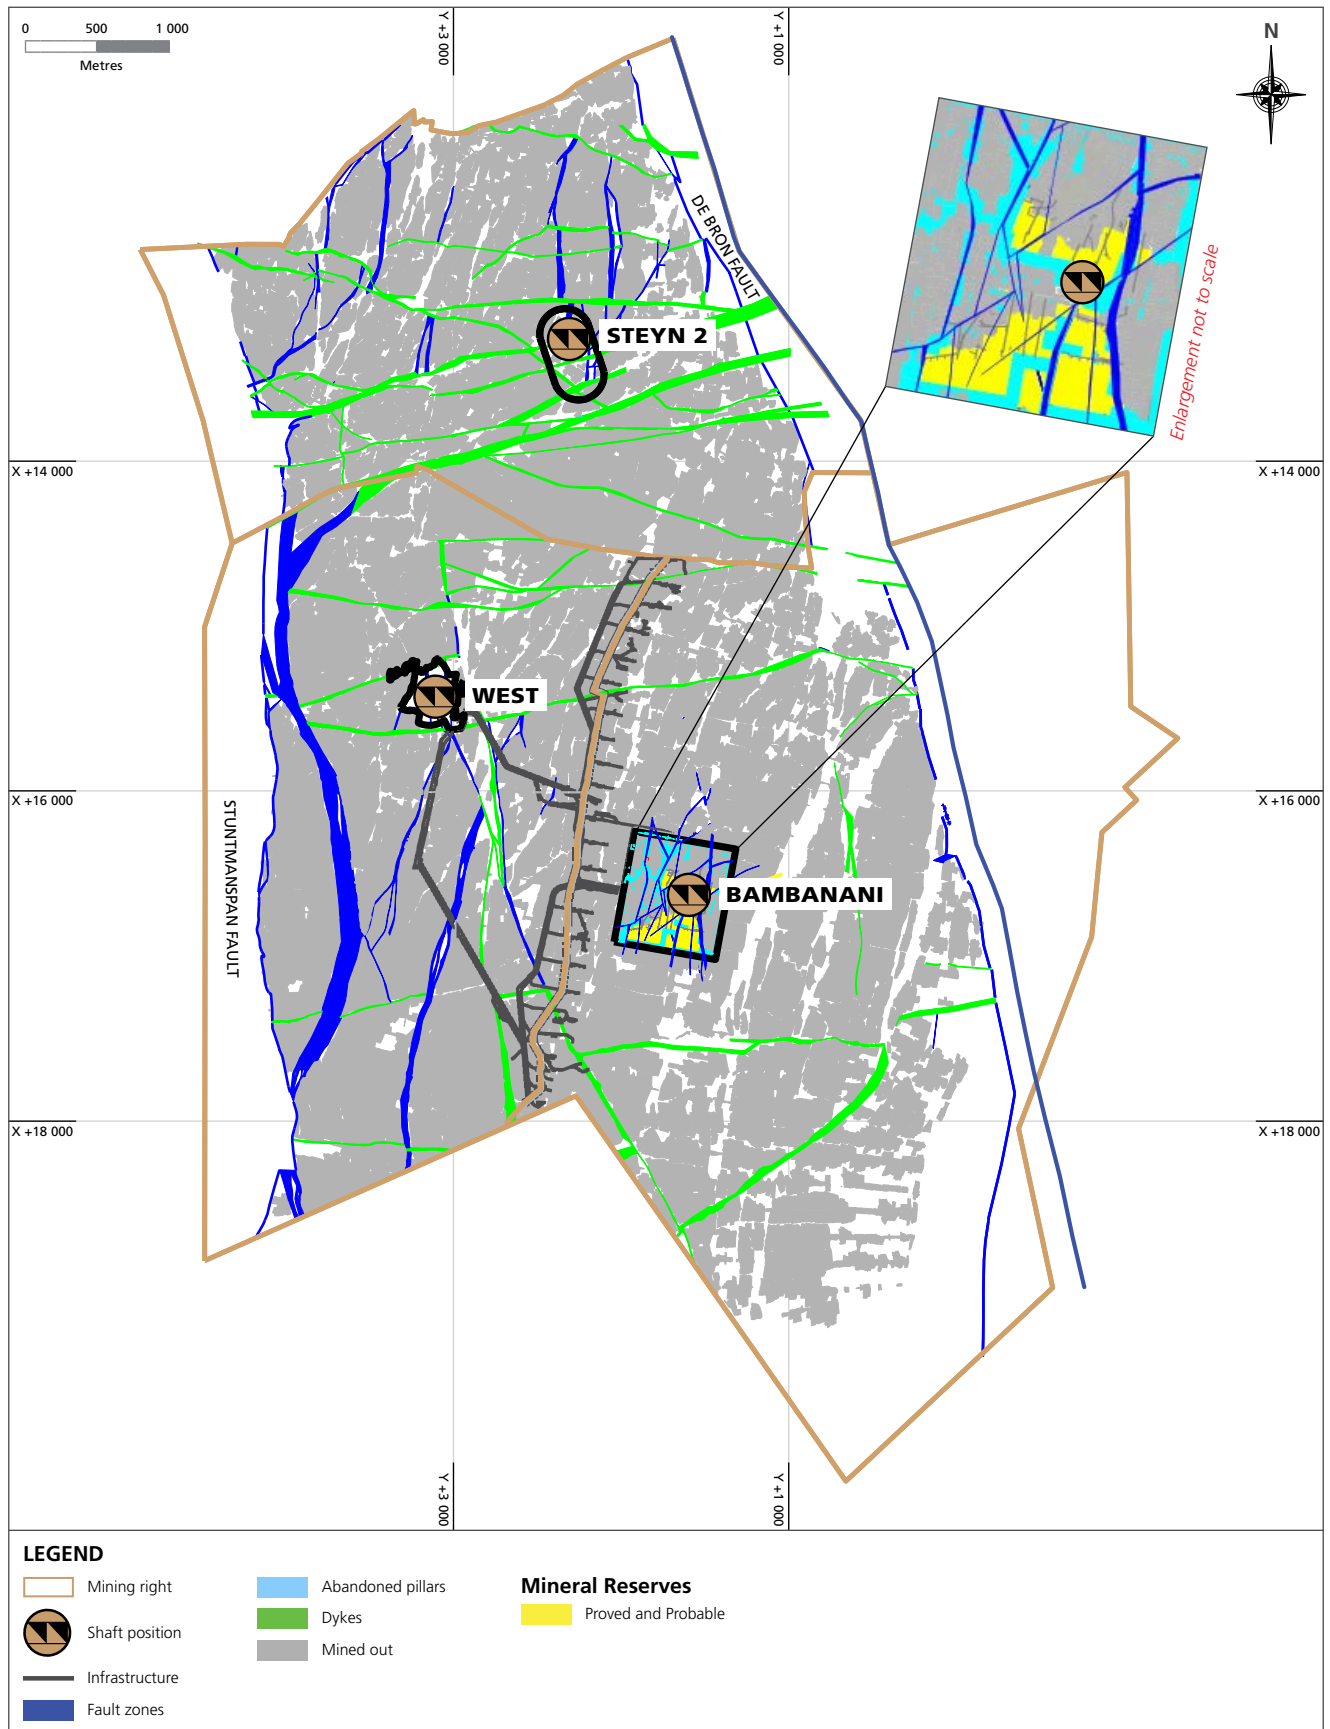 0 500 1 000
Metres
Y +3 000
Y +1 000
N
DE BRON FAULT
Enlargement not to scale
STEYN 2
X +14 000
X +14 000
WEST
X +16 000
X +16 000
STUNTMANSPAN FAULT
BAMBANANI
X +18 000
X +18 000
Y +3 000
Y +1 000
LEGEND
Mining right
Shaft position
Infrastructure
Fault zones
Abandoned pillars
Dykes
Mined out
Mineral Reserves
Proved and Probable